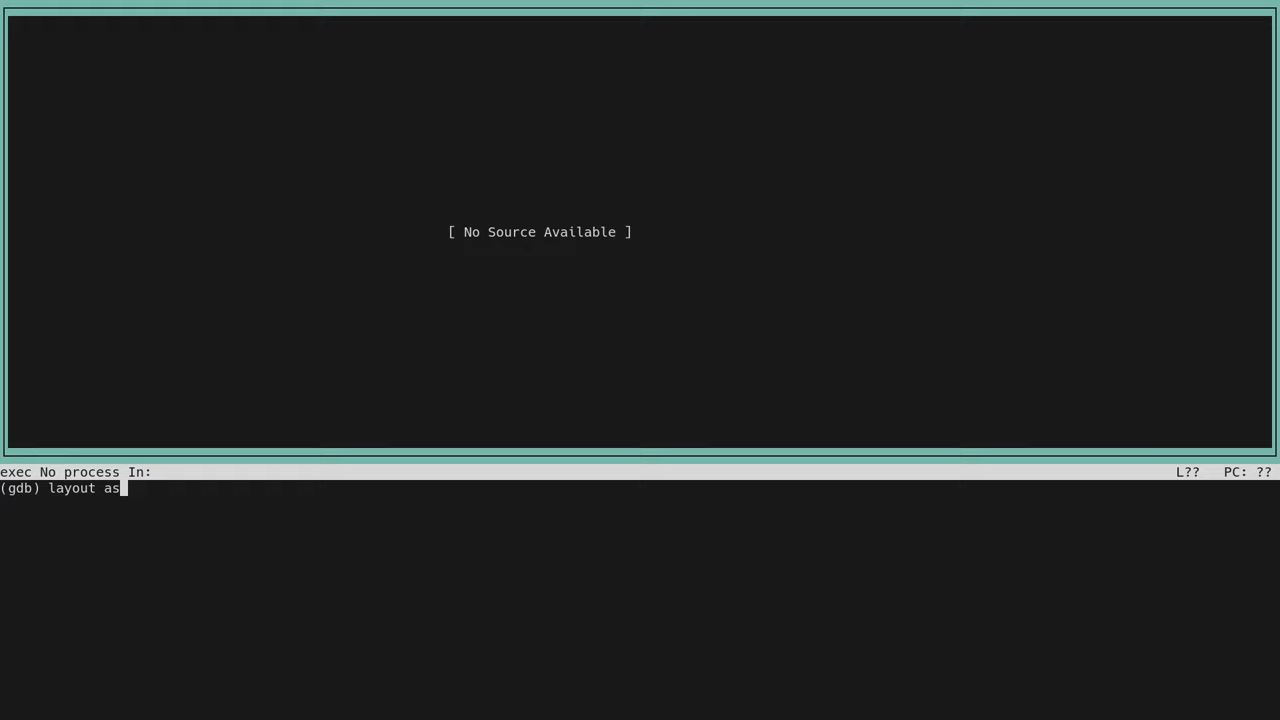 [ No Source Available ]
exec No process In: L?? PC: ??
(gdb) layout as